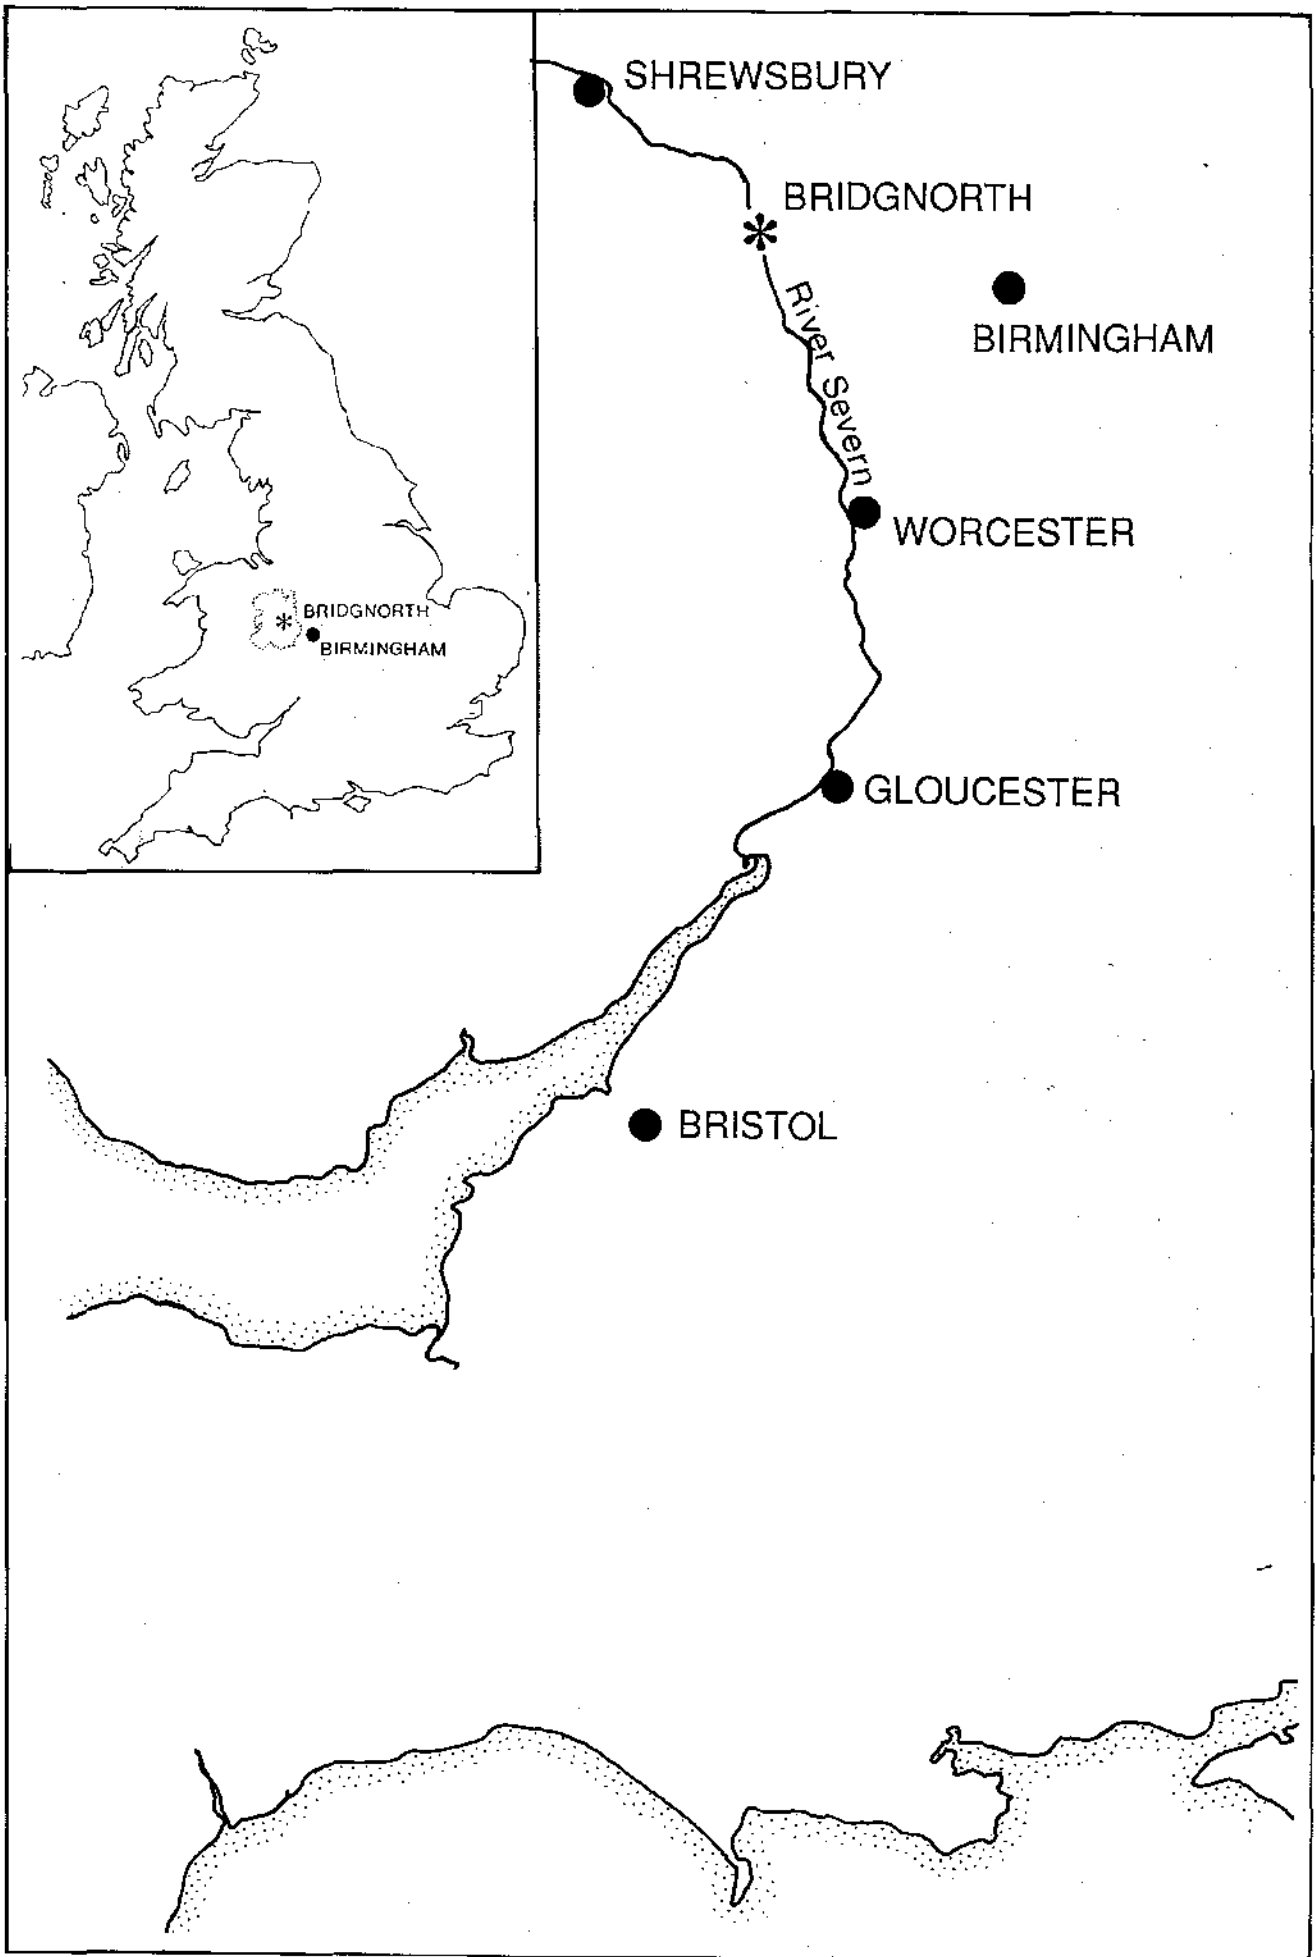 SHREWSBURY
BRIDGNORTH
BIRMINGHAM
River Severn
WORCESTER
BRIDGNORTH
BIRMINGHAM
GLOUCESTER
BRISTOL